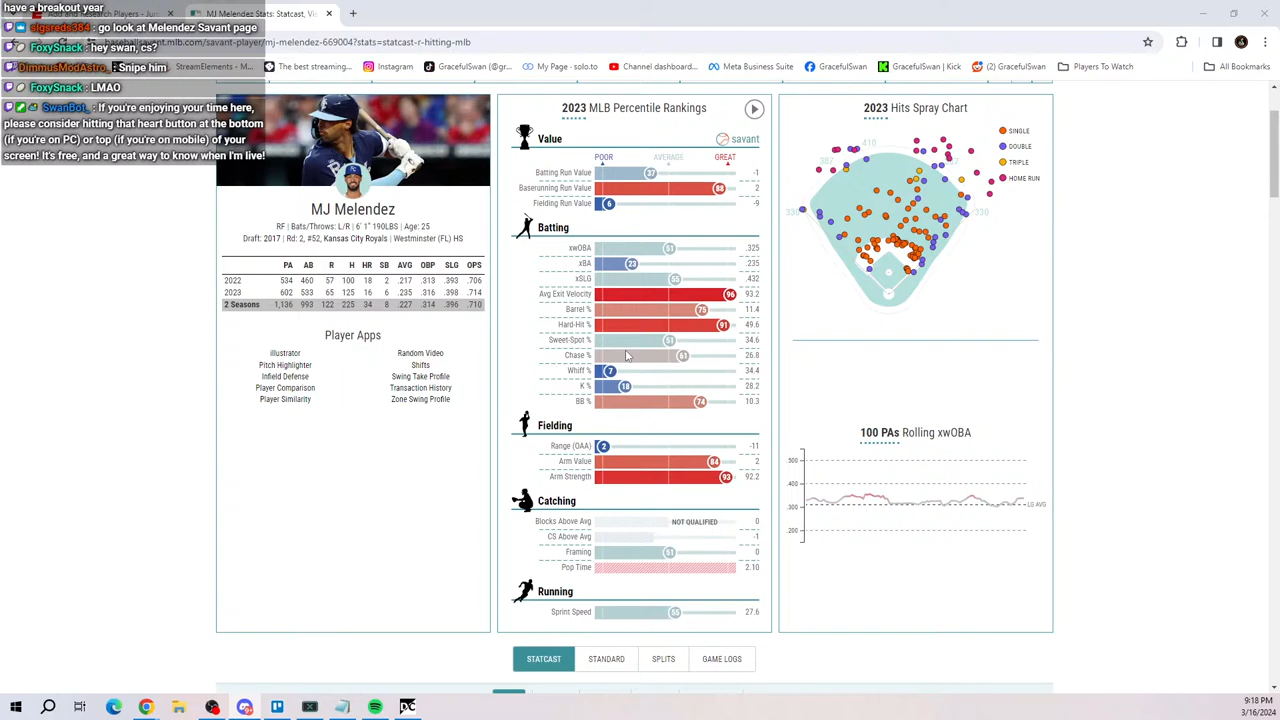 have a breakout year
slgsreds384 : go look at Melendez Savant page
FoxySnack : hey swan, cs?
DimmusModAstro_ : Snipe him
FoxySnack : LMAO
SwanBot_ : If you're enjoying your time here,
please consider hitting that heart button at the bottom
(if you're on PC) or top (if you're on mobile) of your
screen! It's free, and a great way to know when I'm live!
MJ Melendez Stats: Statcast, Vi
baseballsavant.mlb.com/savant-player/mj-melendez-669004?stats=statcast-r-hitting-mlb
StreamElements - M...
The best streaming...
Instagram
GracefulSwan (@gr...
My Page · solo.to
Channel dashboard...
Meta Business Suite
GracefulSwan | Face...
GracefulSwan | Kick
(2) GracefulSwan
Players To Watch
All Bookmarks
MJ Melendez
RF | Bats/Throws: L/R | 6' 1" 190LBS | Age: 25
Draft: 2017 | Rd: 2, #52, Kansas City Royals | Westminster (FL) HS
PA AB R H HR SB AVG OBP SLG OPS
2022 534 460 57 100 18 2 .217 .313 .393 .706
2023 602 533 65 125 16 6 .235 .316 .398 .714
2 Seasons 1,136 993 122 225 34 8 .227 .314 .396 .710
Player Apps
illustrator Random Video
Pitch Highlighter Shifts
Infield Defense Swing Take Profile
Player Comparison Transaction History
Player Similarity Zone Swing Profile
2023 MLB Percentile Rankings
Value
savant
POOR AVERAGE GREAT
Batting Run Value 37 -1
Baserunning Run Value 88 2
Fielding Run Value 6 -9
Batting
xwOBA 51 .325
xBA 23 .235
xSLG 55 .432
Avg Exit Velocity 96 93.2
Barrel % 75 11.4
Hard-Hit % 91 49.6
Sweet-Spot % 51 34.6
Chase % 61 26.8
Whiff % 7 34.4
K % 18 28.2
BB % 74 10.3
Fielding
Range (OAA) 2 -11
Arm Value 84 2
Arm Strength 93 92.2
Catching
Blocks Above Avg NOT QUALIFIED 0
CS Above Avg -1
Framing 51 0
Pop Time 2.10
Running
Sprint Speed 55 27.6
2023 Hits Spray Chart
SINGLE
DOUBLE
TRIPLE
HOME RUN
410
387
330
330
100 PAs Rolling xwOBA
.500
.400
.300
.200
LG AVG
STATCAST
STANDARD
SPLITS
GAME LOGS
9:18 PM
3/16/2024